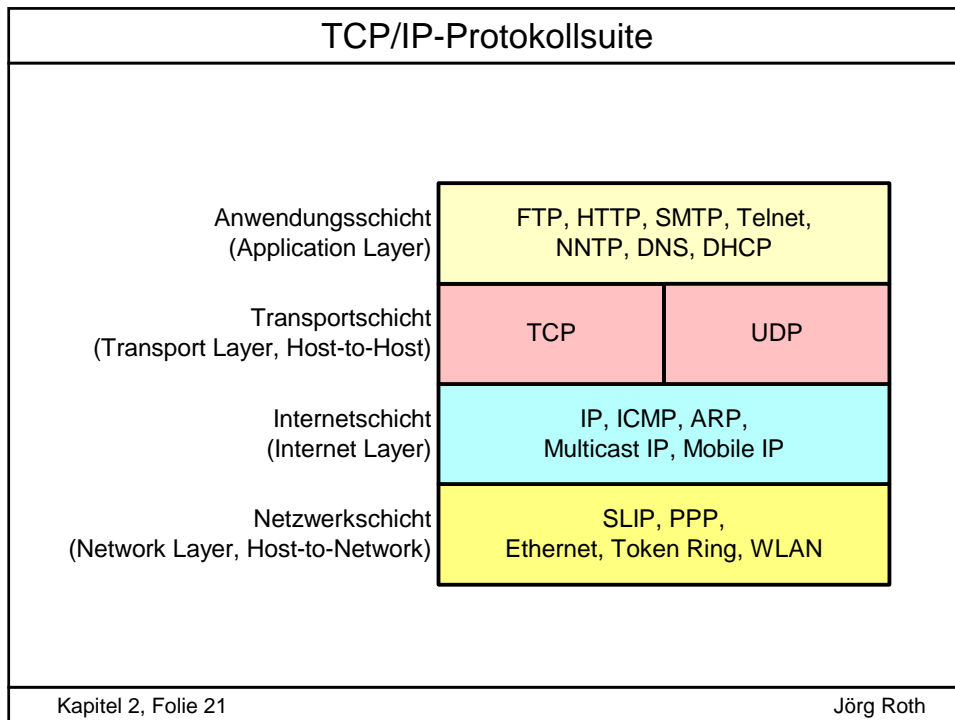 TCP/IP-Protokollsuite
Anwendungsschicht
(Application Layer)
FTP, HTTP, SMTP, Telnet,
NNTP, DNS, DHCP
Transportschicht
(Transport Layer, Host-to-Host)
TCP
UDP
Internetschicht
(Internet Layer)
IP, ICMP, ARP,
Multicast IP, Mobile IP
Netzwerkschicht
(Network Layer, Host-to-Network)
SLIP, PPP,
Ethernet, Token Ring, WLAN
Kapitel 2, Folie 21
Jörg Roth